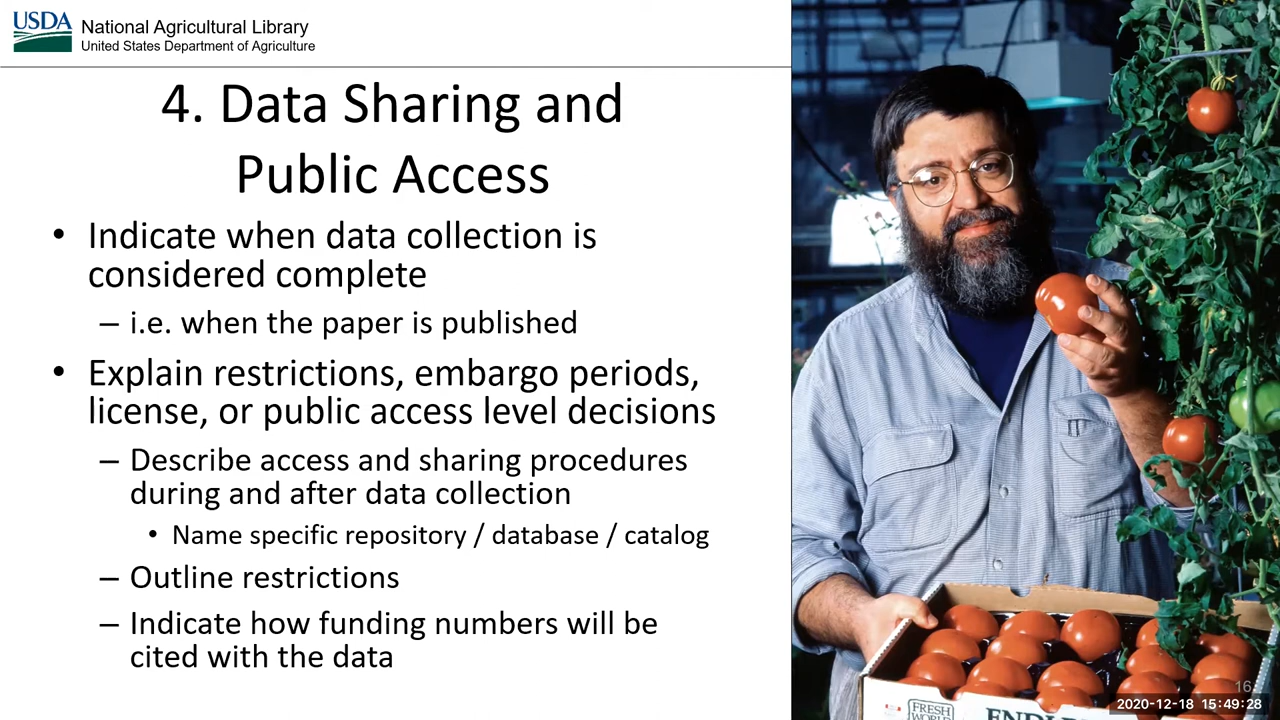 USDA
National Agricultural Library
United States Department of Agriculture
4. Data Sharing and
Public Access
• Indicate when data collection is
considered complete
– i.e. when the paper is published
• Explain restrictions, embargo periods,
license, or public access level decisions
– Describe access and sharing procedures
during and after data collection
• Name specific repository / database / catalog
– Outline restrictions
– Indicate how funding numbers will be
cited with the data
FRESH
WORLD
16
2020-12-18 15:49:28